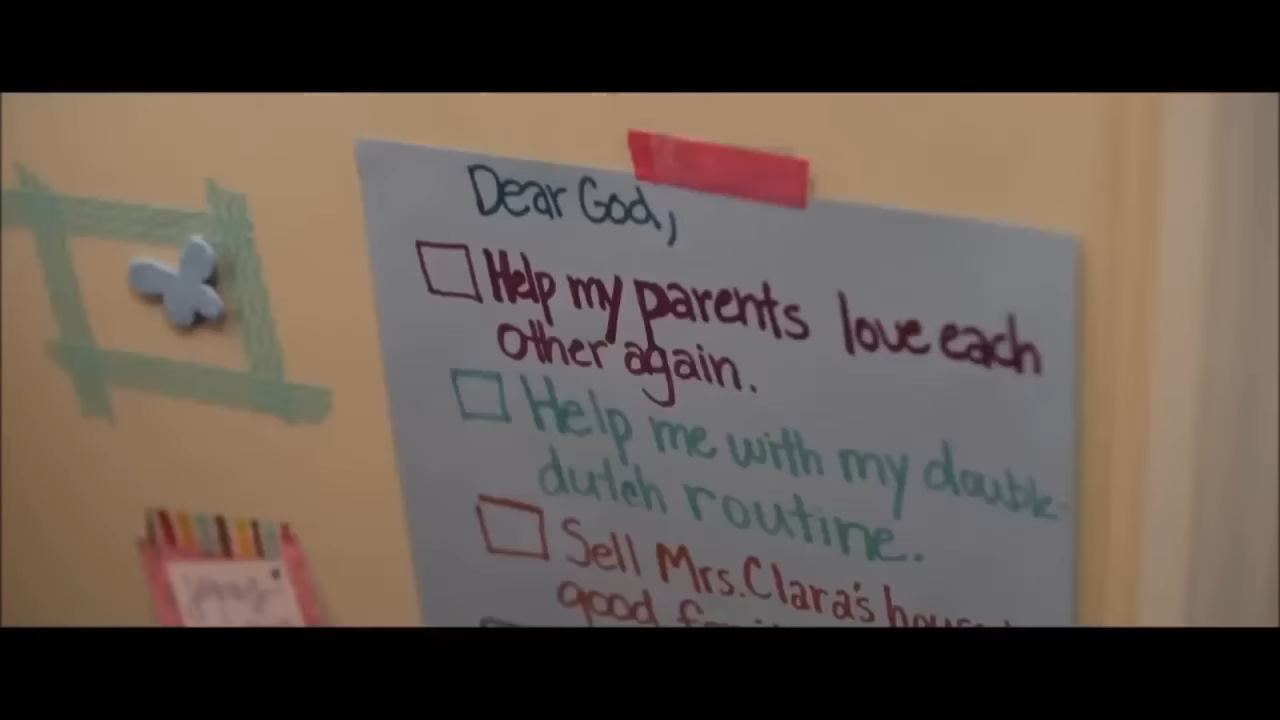 Dear God,
Help my parents love each
other again.
Help me with my double-
dutch routine.
Sell Mrs. Clara's
good